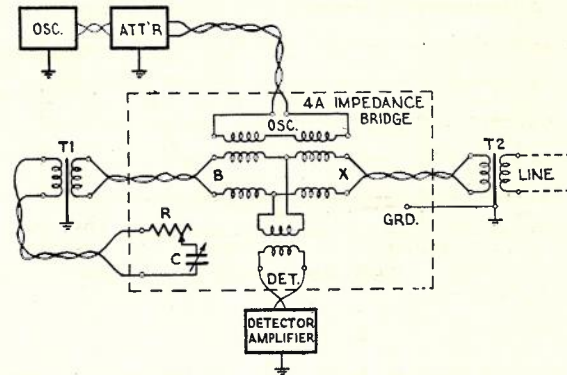 OSC.
ATT'R
4A IMPEDANCE
BRIDGE
OSC.
T1
T2
B
X
LINE
R
GRD.
C
DET.
DETECTOR
AMPLIFIER